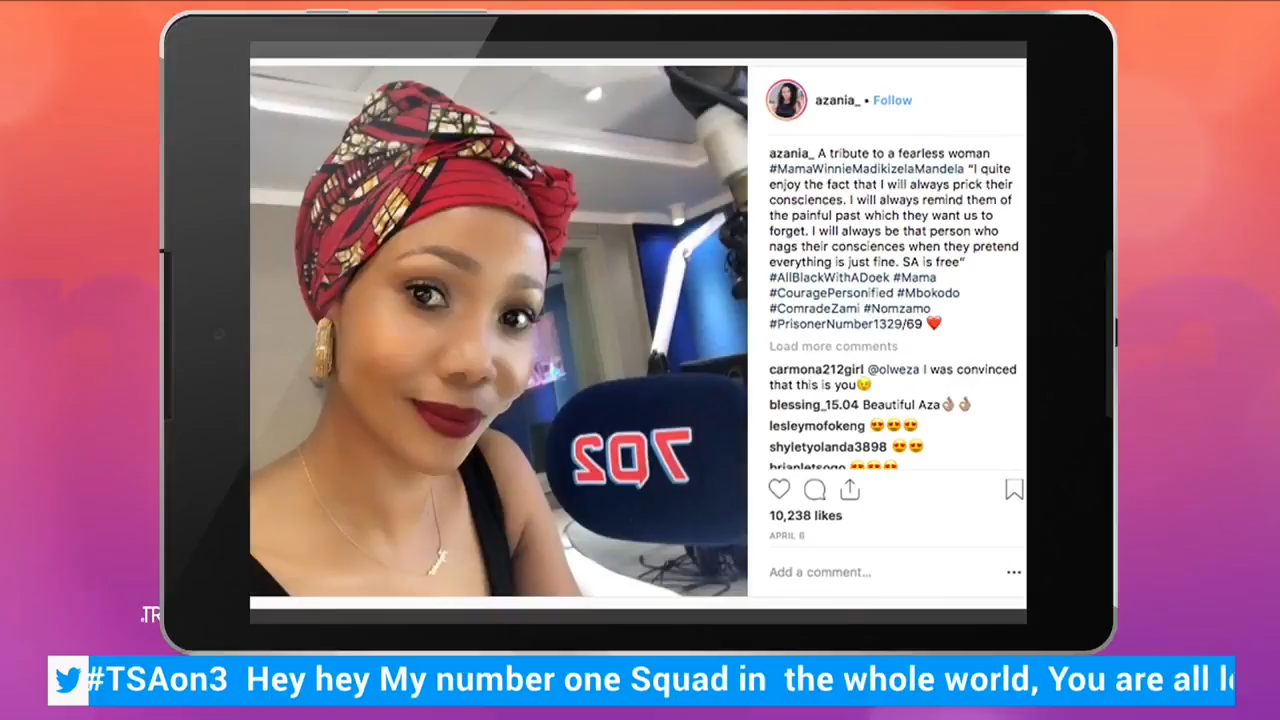 azania_ • Follow
azania_ A tribute to a fearless woman
#MamaWinnieMadikizelaMandela “I quite
enjoy the fact that I will always prick their
consciences. I will always remind them of
the painful past which they want us to
forget. I will always be that person who
nags their consciences when they pretend
everything is just fine. SA is free“
#AllBlackWithADoek #Mama
#CouragePersonified #Mbokodo
#ComradeZami #Nomzamo
#PrisonerNumber1329/69 ❤️
Load more comments
carmona212girl @olweza I was convinced
that this is you😉
blessing_15.04 Beautiful Aza👌🏽👌🏽
lesleymofokeng 😍😍😍
shyletyolanda3898 😍😍
brianletsogo 😍😍😍
10,238 likes
APRIL 6
Add a comment...
702
.TR
#TSAon3 Hey hey My number one Squad in the whole world, You are all